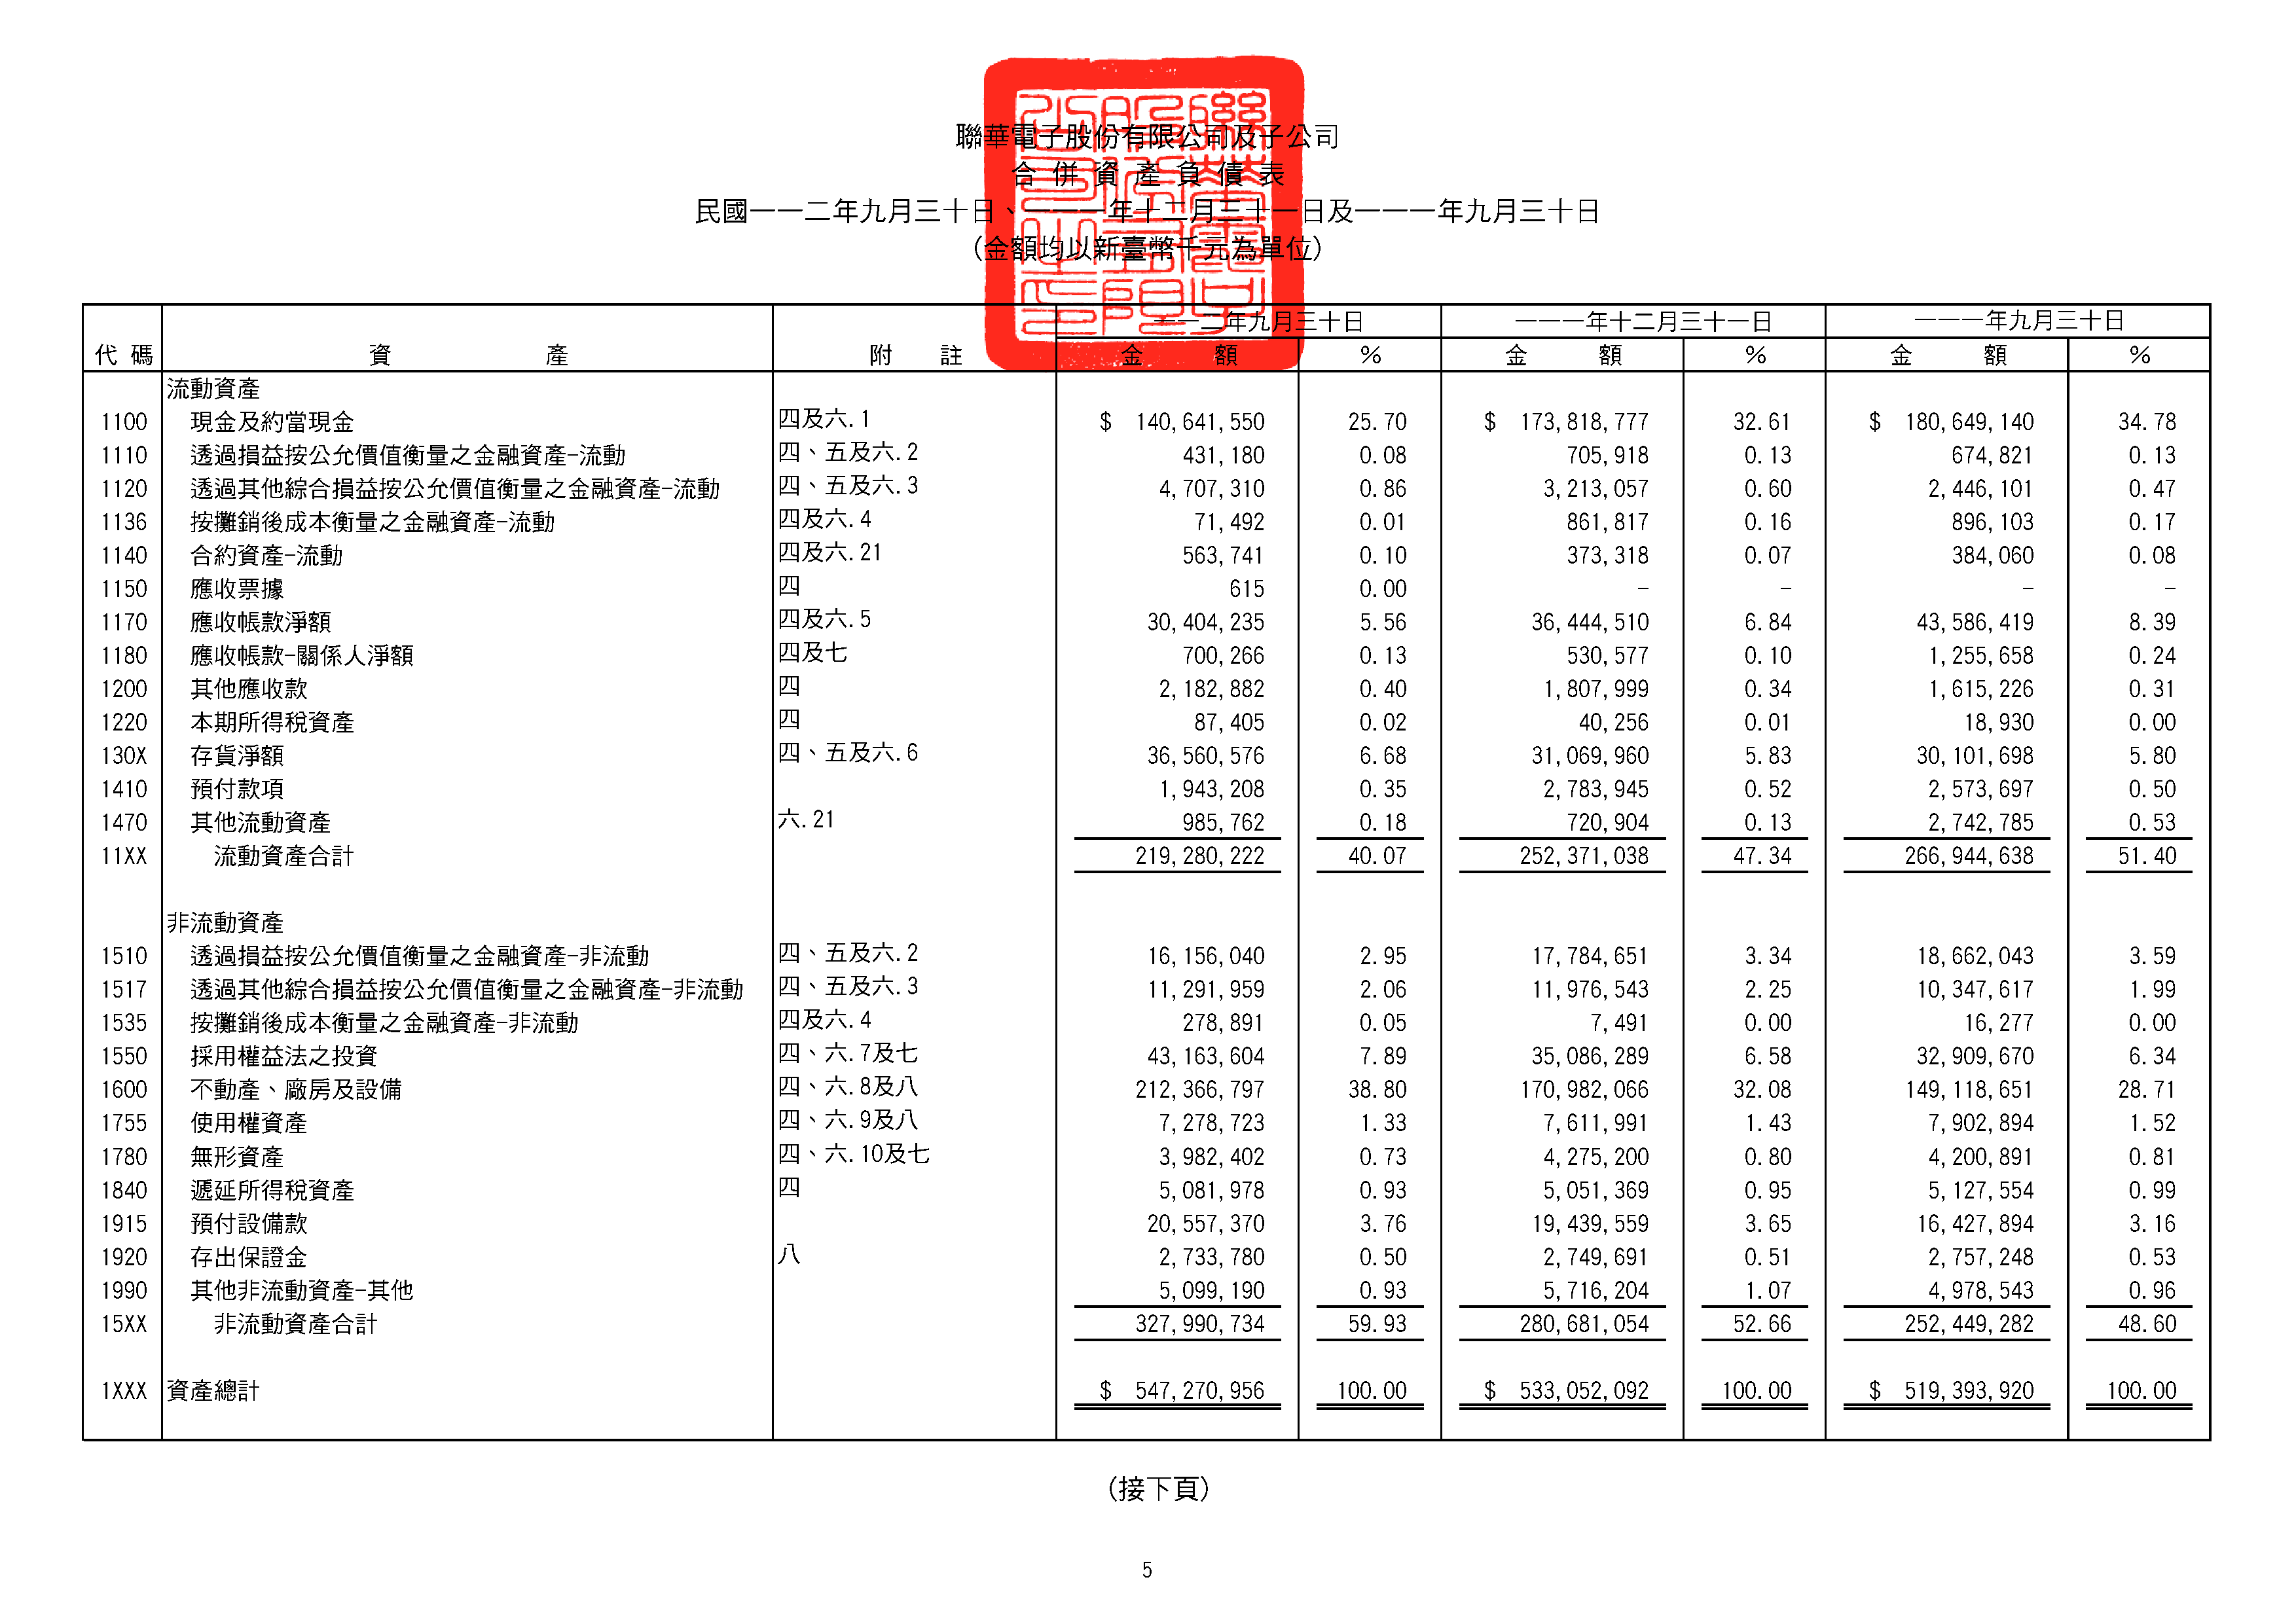 聯華電子股份有限公司及子公司
合併資產負債表
民國一一二年九月三十日、一一一年十二月三十一日及一一一年九月三十日
(金額均以新臺幣千元為單位)
一一二年九月三十日 一一一年十二月三十一日 一一一年九月三十日
代碼 資產 附註 金額 % 金額 % 金額 %
流動資產
1100 現金及約當現金 四及六.1 $ 140,641,550 25.70 $ 173,818,777 32.61 $ 180,649,140 34.78
1110 透過損益按公允價值衡量之金融資產-流動 四、五及六.2 431,180 0.08 705,918 0.13 674,821 0.13
1120 透過其他綜合損益按公允價值衡量之金融資產-流動 四、五及六.3 4,707,310 0.86 3,213,057 0.60 2,446,101 0.47
1136 按攤銷後成本衡量之金融資產-流動 四及六.4 71,492 0.01 861,817 0.16 896,103 0.17
1140 合約資產-流動 四及六.21 563,741 0.10 373,318 0.07 384,060 0.08
1150 應收票據 四 615 0.00 - - - -
1170 應收帳款淨額 四及六.5 30,404,235 5.56 36,444,510 6.84 43,586,419 8.39
1180 應收帳款-關係人淨額 四及七 700,266 0.13 530,577 0.10 1,255,658 0.24
1200 其他應收款 四 2,182,882 0.40 1,807,999 0.34 1,615,226 0.31
1220 本期所得稅資產 四 87,405 0.02 40,256 0.01 18,930 0.00
130X 存貨淨額 四、五及六.6 36,560,576 6.68 31,069,960 5.83 30,101,698 5.80
1410 預付款項 1,943,208 0.35 2,783,945 0.52 2,573,697 0.50
1470 其他流動資產 六.21 985,762 0.18 720,904 0.13 2,742,785 0.53
11XX 流動資產合計 219,280,222 40.07 252,371,038 47.34 266,944,638 51.40
非流動資產
1510 透過損益按公允價值衡量之金融資產-非流動 四、五及六.2 16,156,040 2.95 17,784,651 3.34 18,662,043 3.59
1517 透過其他綜合損益按公允價值衡量之金融資產-非流動 四、五及六.3 11,291,959 2.06 11,976,543 2.25 10,347,617 1.99
1535 按攤銷後成本衡量之金融資產-非流動 四及六.4 278,891 0.05 7,491 0.00 16,277 0.00
1550 採用權益法之投資 四、六.7及七 43,163,604 7.89 35,086,289 6.58 32,909,670 6.34
1600 不動產、廠房及設備 四、六.8及八 212,366,797 38.80 170,982,066 32.08 149,118,651 28.71
1755 使用權資產 四、六.9及八 7,278,723 1.33 7,611,991 1.43 7,902,894 1.52
1780 無形資產 四、六.10及七 3,982,402 0.73 4,275,200 0.80 4,200,891 0.81
1840 遞延所得稅資產 四 5,081,978 0.93 5,051,369 0.95 5,127,554 0.99
1915 預付設備款 20,557,370 3.76 19,439,559 3.65 16,427,894 3.16
1920 存出保證金 八 2,733,780 0.50 2,749,691 0.51 2,757,248 0.53
1990 其他非流動資產-其他 5,099,190 0.93 5,716,204 1.07 4,978,543 0.96
15XX 非流動資產合計 327,990,734 59.93 280,681,054 52.66 252,449,282 48.60
1XXX 資產總計 $ 547,270,956 100.00 $ 533,052,092 100.00 $ 519,393,920 100.00
(接下頁)
5